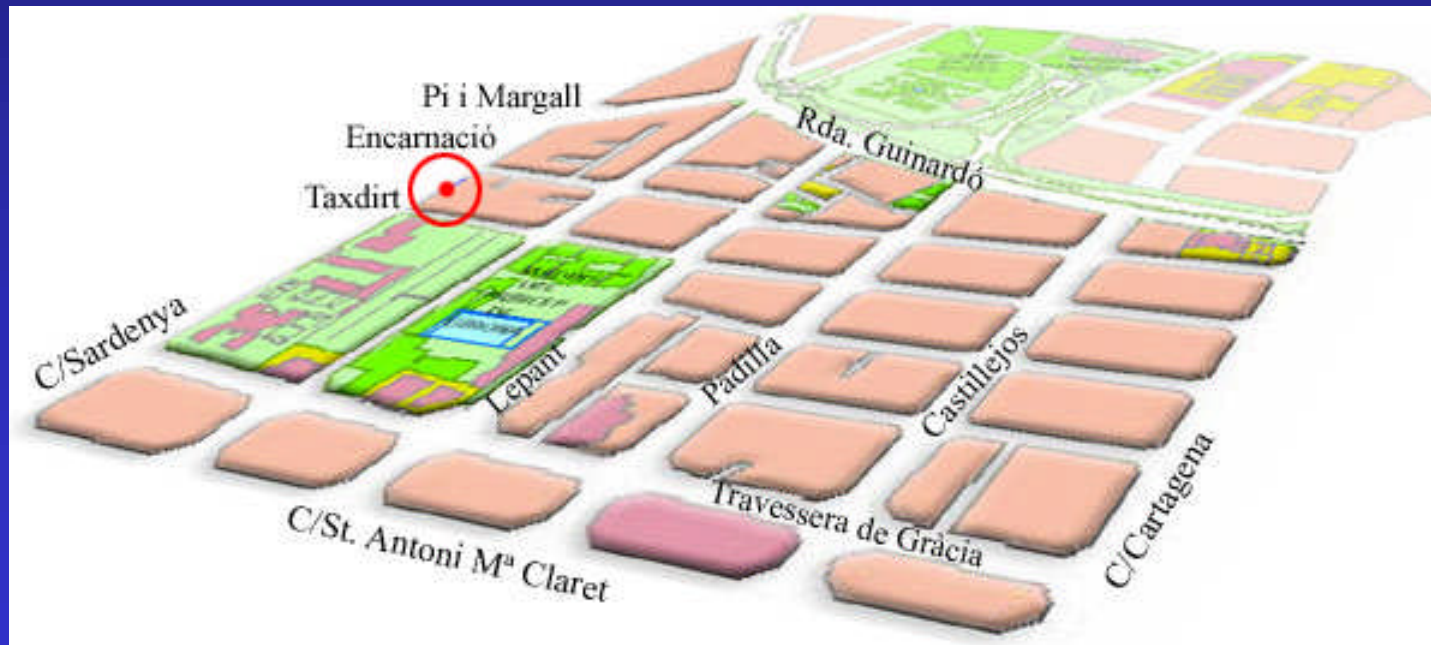 Pi i Margall
Encarnació
Rda. Guinardó
Taxdirt
C/Sardenya
Lepant
Padilla
Castillejos
C/Cartagena
Travessera de Gràcia
C/St. Antoni Mª Claret